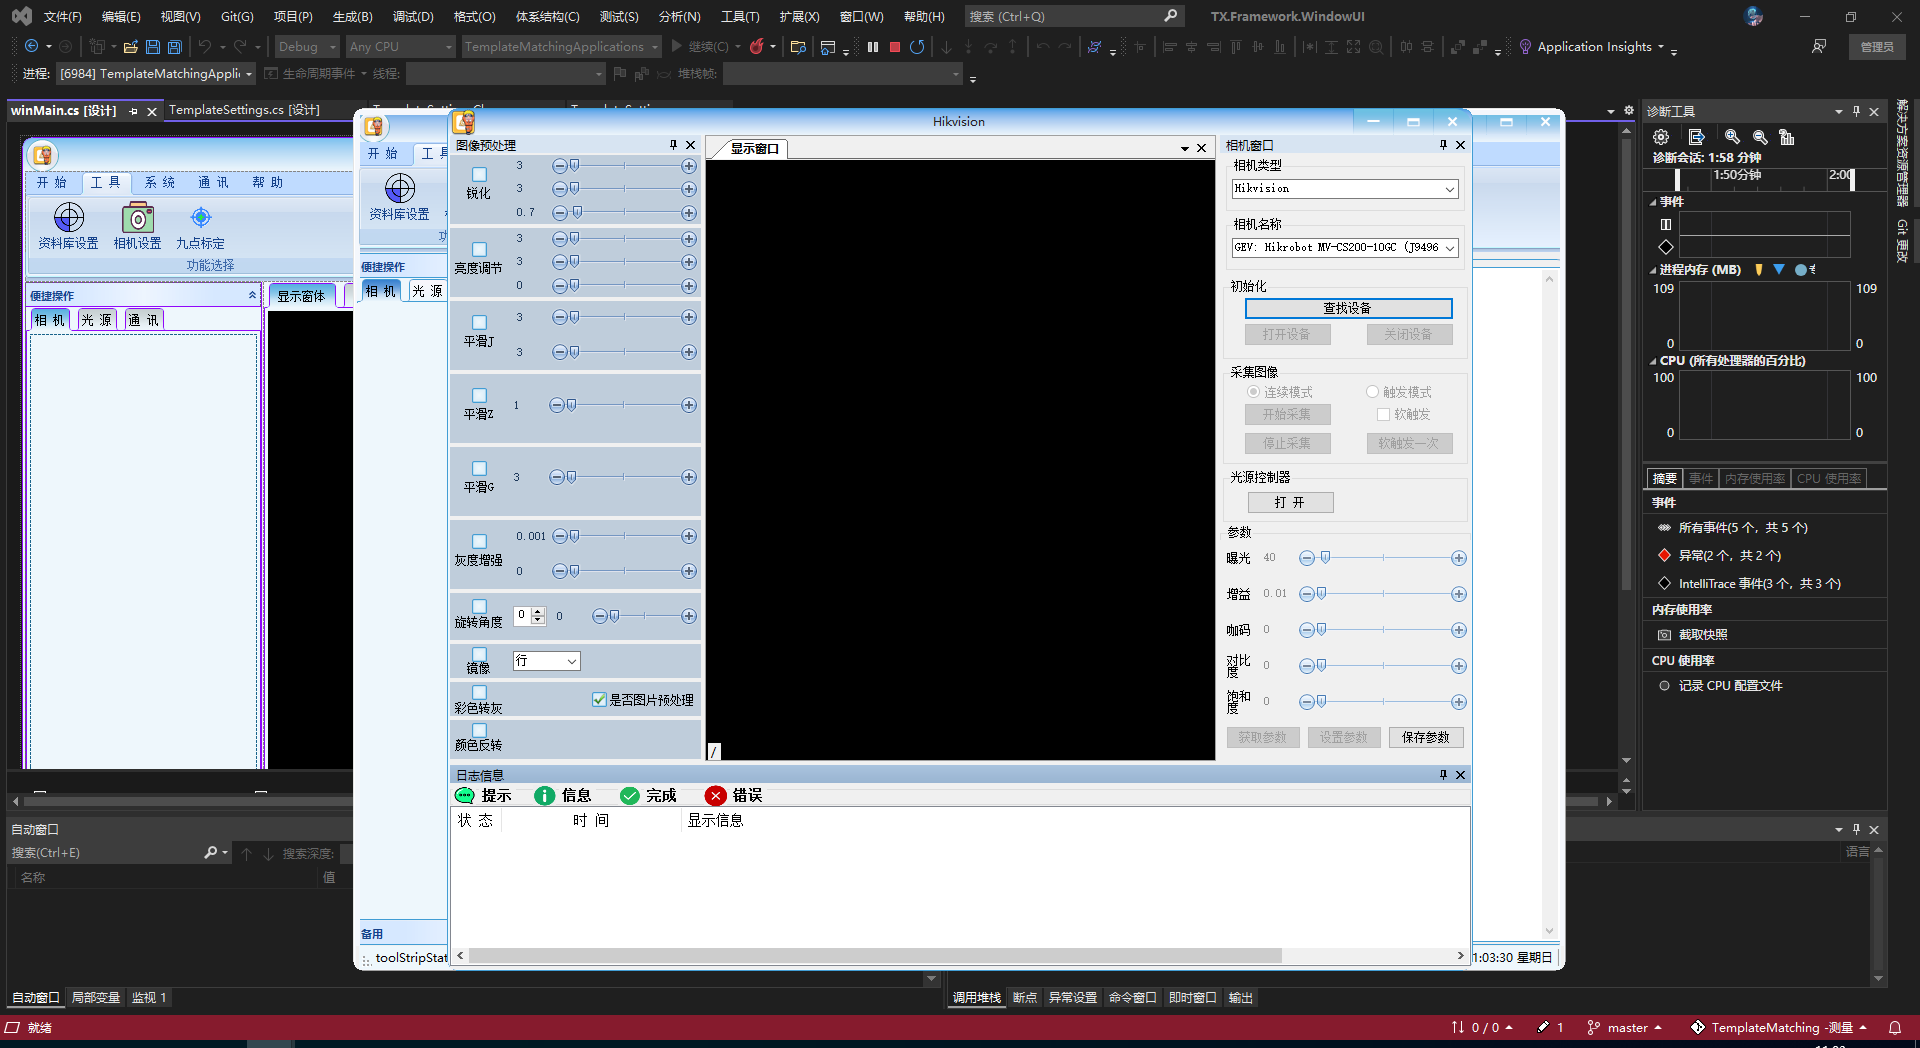 文件(F) 编辑(E) 视图(V) Git(G) 项目(P) 生成(B) 调试(D) 格式(O) 体系结构(C) 测试(S) 分析(N) 工具(T) 扩展(X) 窗口(W) 帮助(H) 搜索 (Ctrl+Q) TX.Framework.WindowUI
Debug Any CPU TemplateMatchingApplications 继续(C) Application Insights 管理员
进程: [6984] TemplateMatchingAppli 生命周期事件 线程: 堆栈帧:
winMain.cs [设计] TemplateSettings.cs [设计]
开 始 工 具 系 统 通 讯 帮 助
资料库设置 相机设置 九点标定
功能选择
便捷操作 显示窗体
相 机 光 源 通 讯
开 始
资料库设置
便捷操作
相 机 光 源
备用
toolStripStat
1:03:30 星期日
Hikvision
图像预处理
锐化 3
3
0.7
亮度调节 3
3
0
平滑J 3
3
平滑Z 1
平滑G 3
灰度增强 0.001
0
旋转角度 0 0
镜像 行
彩色转灰 是否图片预处理
颜色反转
显示窗口
/
相机窗口
相机类型
Hikvision
相机名称
GEV: Hikrobot MV-CS200-10GC (J9496
初始化
查找设备
打开设备 关闭设备
采集图像
连续模式 触发模式
开始采集 软触发
停止采集 软触发一次
光源控制器
打 开
参数
曝光 40
增益 0.01
咖码 0
对比度 0
饱和度 0
获取参数 设置参数 保存参数
日志信息
提示 信息 完成 错误
状 态 时 间 显示信息
诊断工具
诊断会话: 1:58 分钟
1:50分钟 2:00
事件
进程内存 (MB)
109 109
0 0
CPU (所有处理器的百分比)
100 100
0 0
摘要 事件 内存使用率 CPU 使用率
事件
所有事件(5 个，共 5 个)
异常(2 个，共 2 个)
IntelliTrace 事件(3 个，共 3 个)
内存使用率
截取快照
CPU 使用率
记录 CPU 配置文件
解决方案资源管理器
Git 更改
自动窗口
搜索(Ctrl+E) 搜索深度:
名称 值
语言
自动窗口 局部变量 监视 1
调用堆栈 断点 异常设置 命令窗口 即时窗口 输出
就绪 0 / 0 1 master TemplateMatching -测量